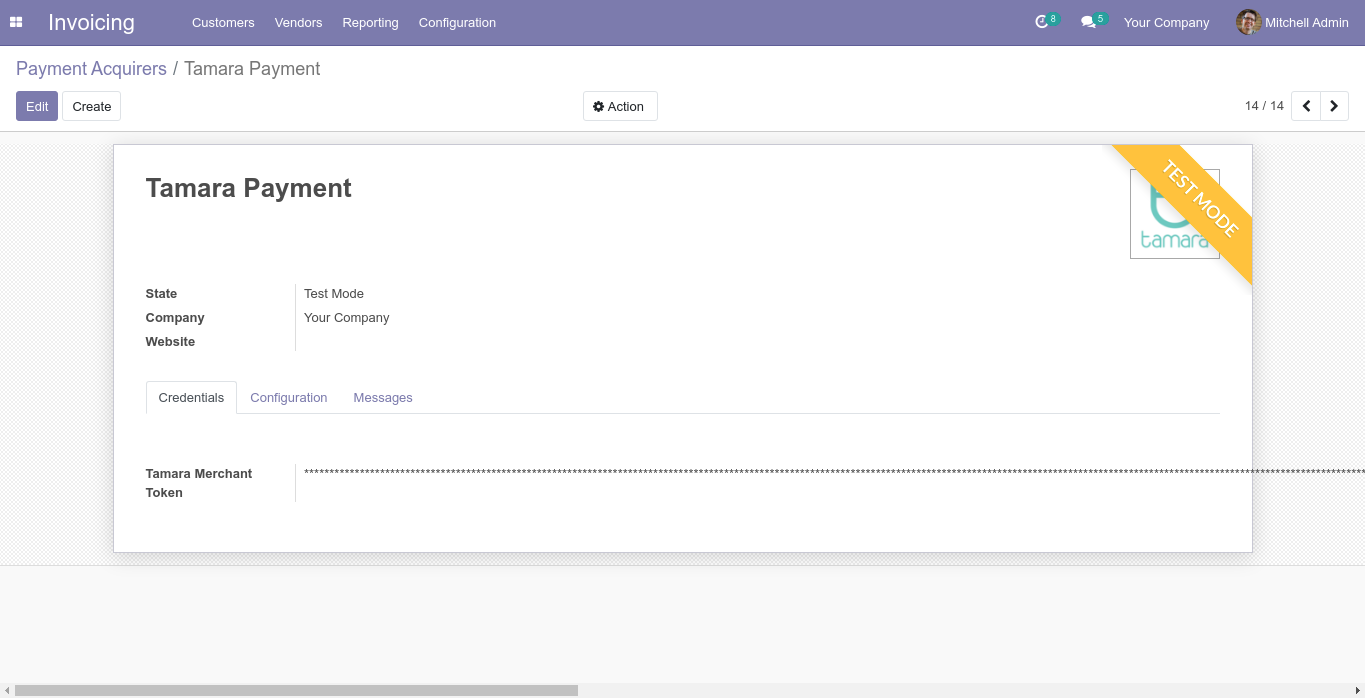 Invoicing Customers Vendors Reporting Configuration 8 5 Your Company Mitchell Admin
Payment Acquirers / Tamara Payment
Edit Create Action 14 / 14
Tamara Payment
TEST MODE
tamara
State Test Mode
Company Your Company
Website
Credentials Configuration Messages
Tamara Merchant
Token